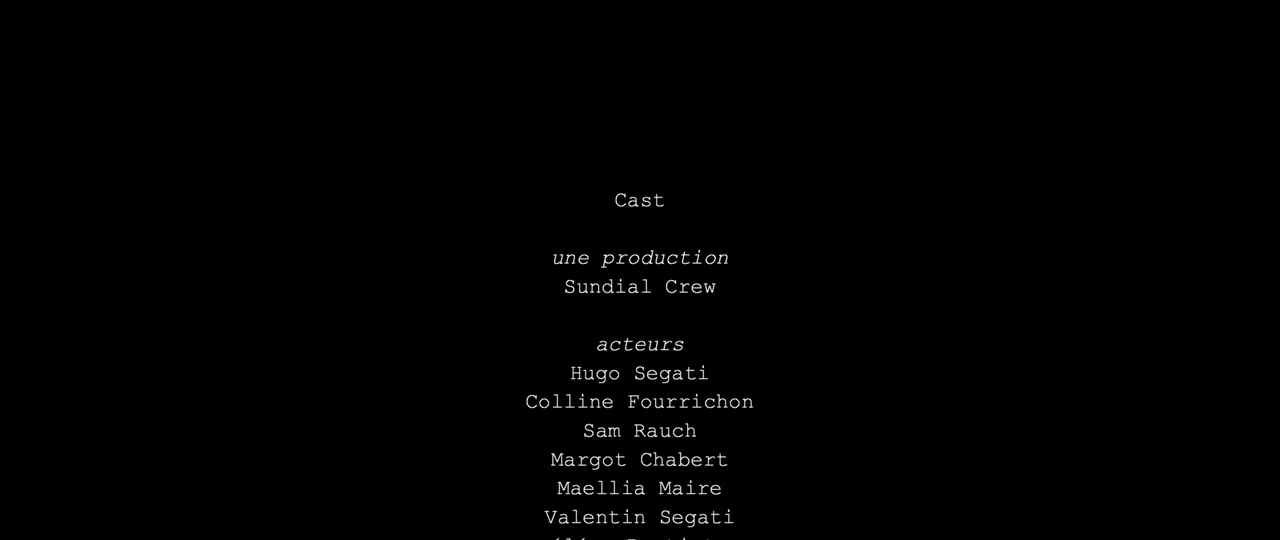 Cast
une production
Sundial Crew
acteurs
Hugo Segati
Colline Fourrichon
Sam Rauch
Margot Chabert
Maellia Maire
Valentin Segati